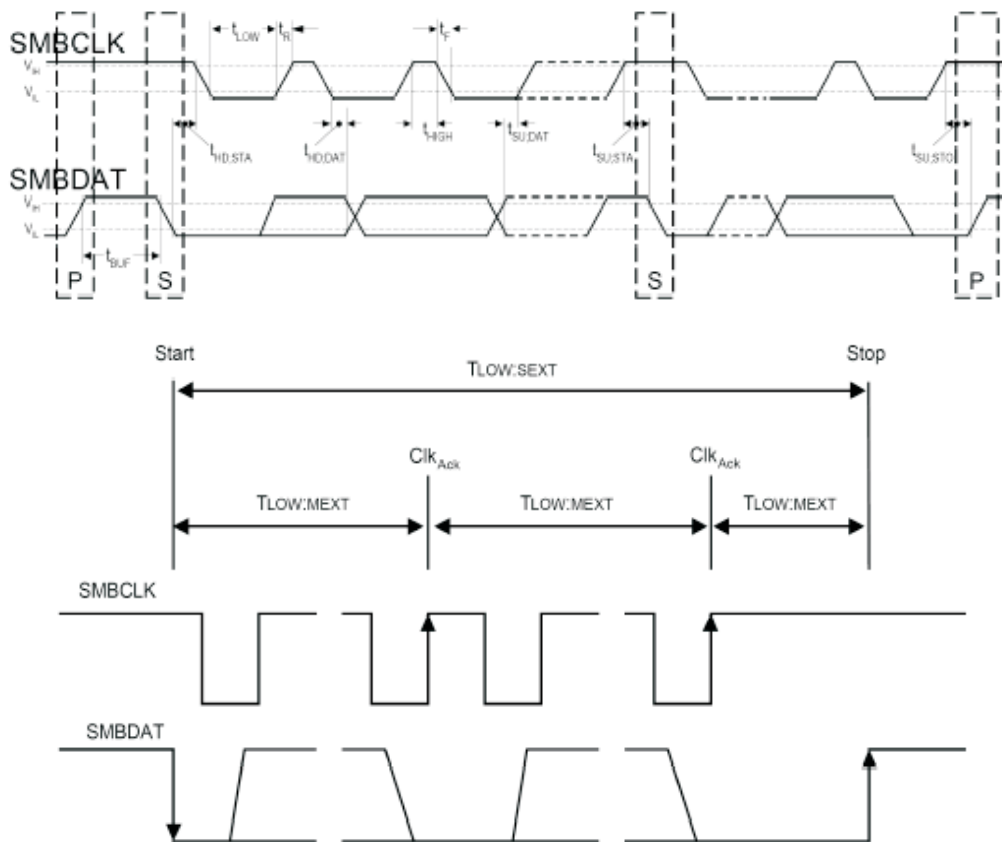 tLOW tR tF
SMBCLK
VIH
VIL
tHD;STA tHD;DAT tHIGH tSU;DAT tSU;STA tSU;STO
SMBDAT
VIH
VIL
tBUF
P S S P
Start Stop
TLOW:SEXT
ClkAck ClkAck
TLOW:MEXT TLOW:MEXT TLOW:MEXT
SMBCLK
SMBDAT